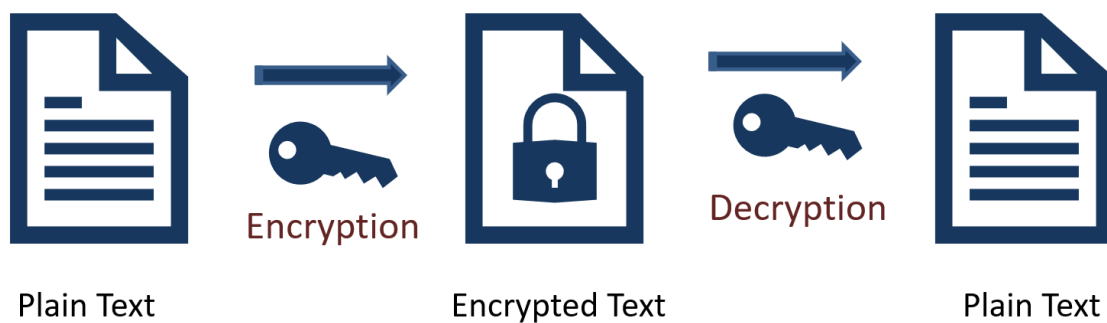 Encryption
Decryption
Plain Text
Encrypted Text
Plain Text